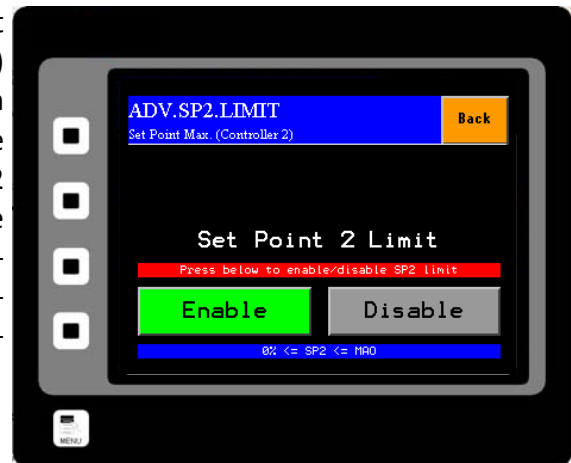 ADV.SP2.LIMIT
Set Point Max. (Controller 2)
Back
Set Point 2 Limit
Press below to enable/disable SP2 limit
Enable
Disable
0% <= SP2 <= MAO
MENU